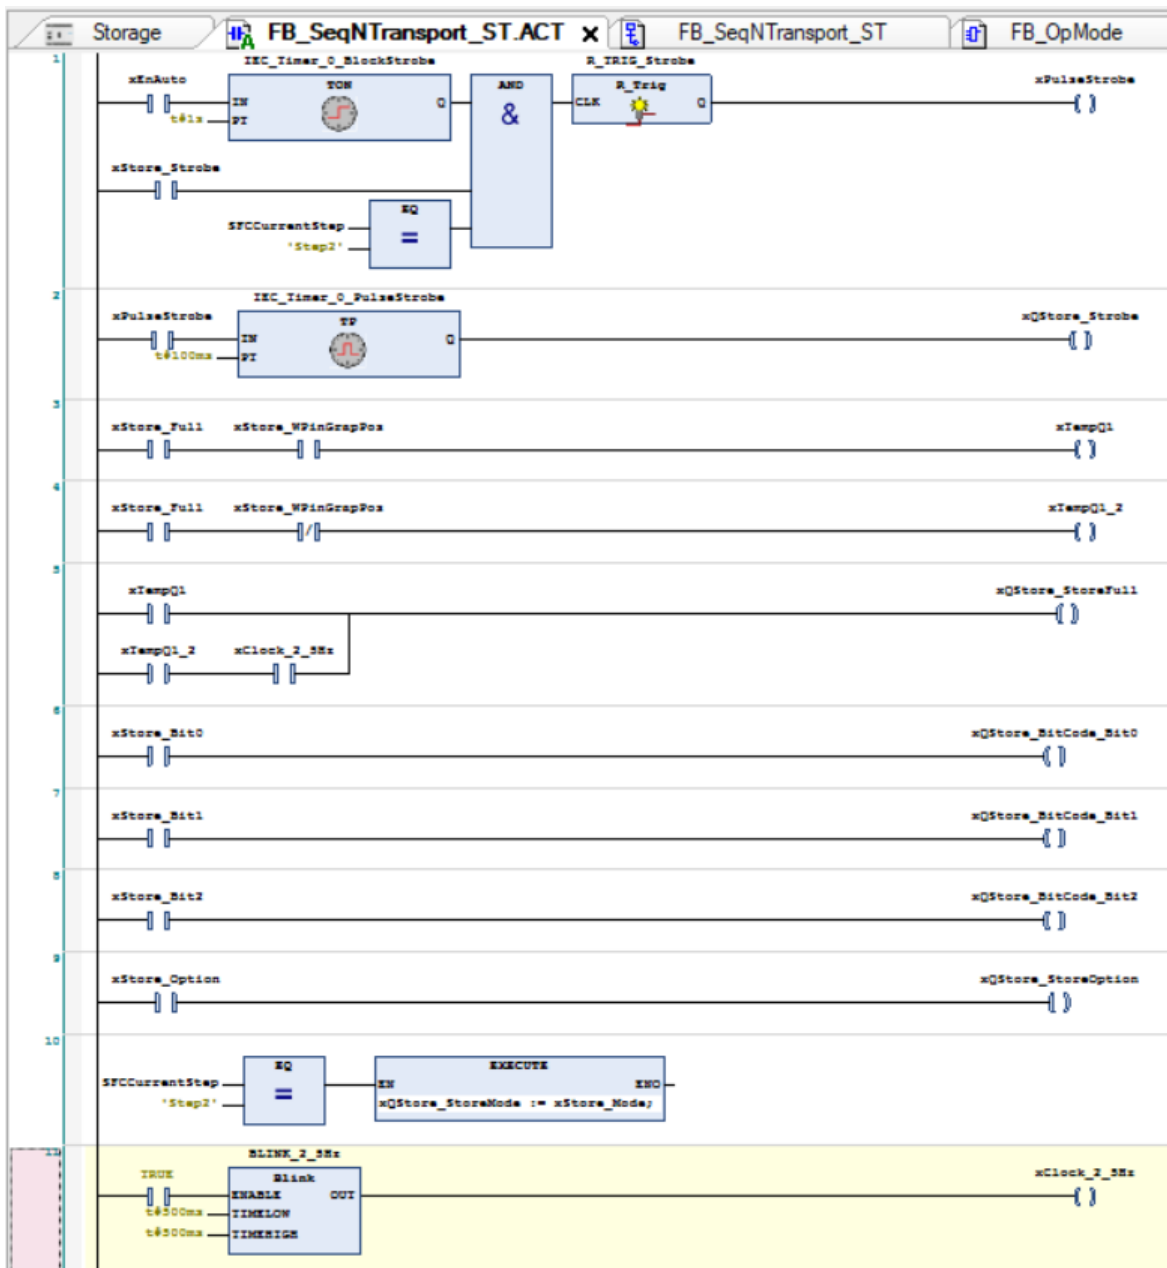 Storage FB_SeqNTransport_ST.ACT FB_SeqNTransport_ST FB_OpMode
1
IEC_Timer_0_BlockStrobe R_TRIG_Strobe
xEnAuto TON AND R_Trig xPulseStrobe
IN Q & CLK Q
t#1s PT
xStore_Strobe
EQ
SFCCurrentStep =
'Step2'
2
IEC_Timer_0_PulseStrobe
xPulseStrobe TP xQStore_Strobe
IN Q
t#100ms PT
3
xStore_Full xStore_WPinGrapPos xTempQ1
4
xStore_Full xStore_WPinGrapPos xTempQ1_2
5
xTempQ1 xQStore_StoreFull
xTempQ1_2 xClock_2_5Hz
6
xStore_Bit0 xQStore_BitCode_Bit0
7
xStore_Bit1 xQStore_BitCode_Bit1
8
xStore_Bit2 xQStore_BitCode_Bit2
9
xStore_Option xQStore_StoreOption
10
EQ EXECUTE
SFCCurrentStep = EN ENO
'Step2' xQStore_StoreMode := xStore_Mode;
11
BLINK_2_5Hz
TRUE Blink xClock_2_5Hz
ENABLE OUT
t#500ms TIMELOW
t#500ms TIMEHIGH